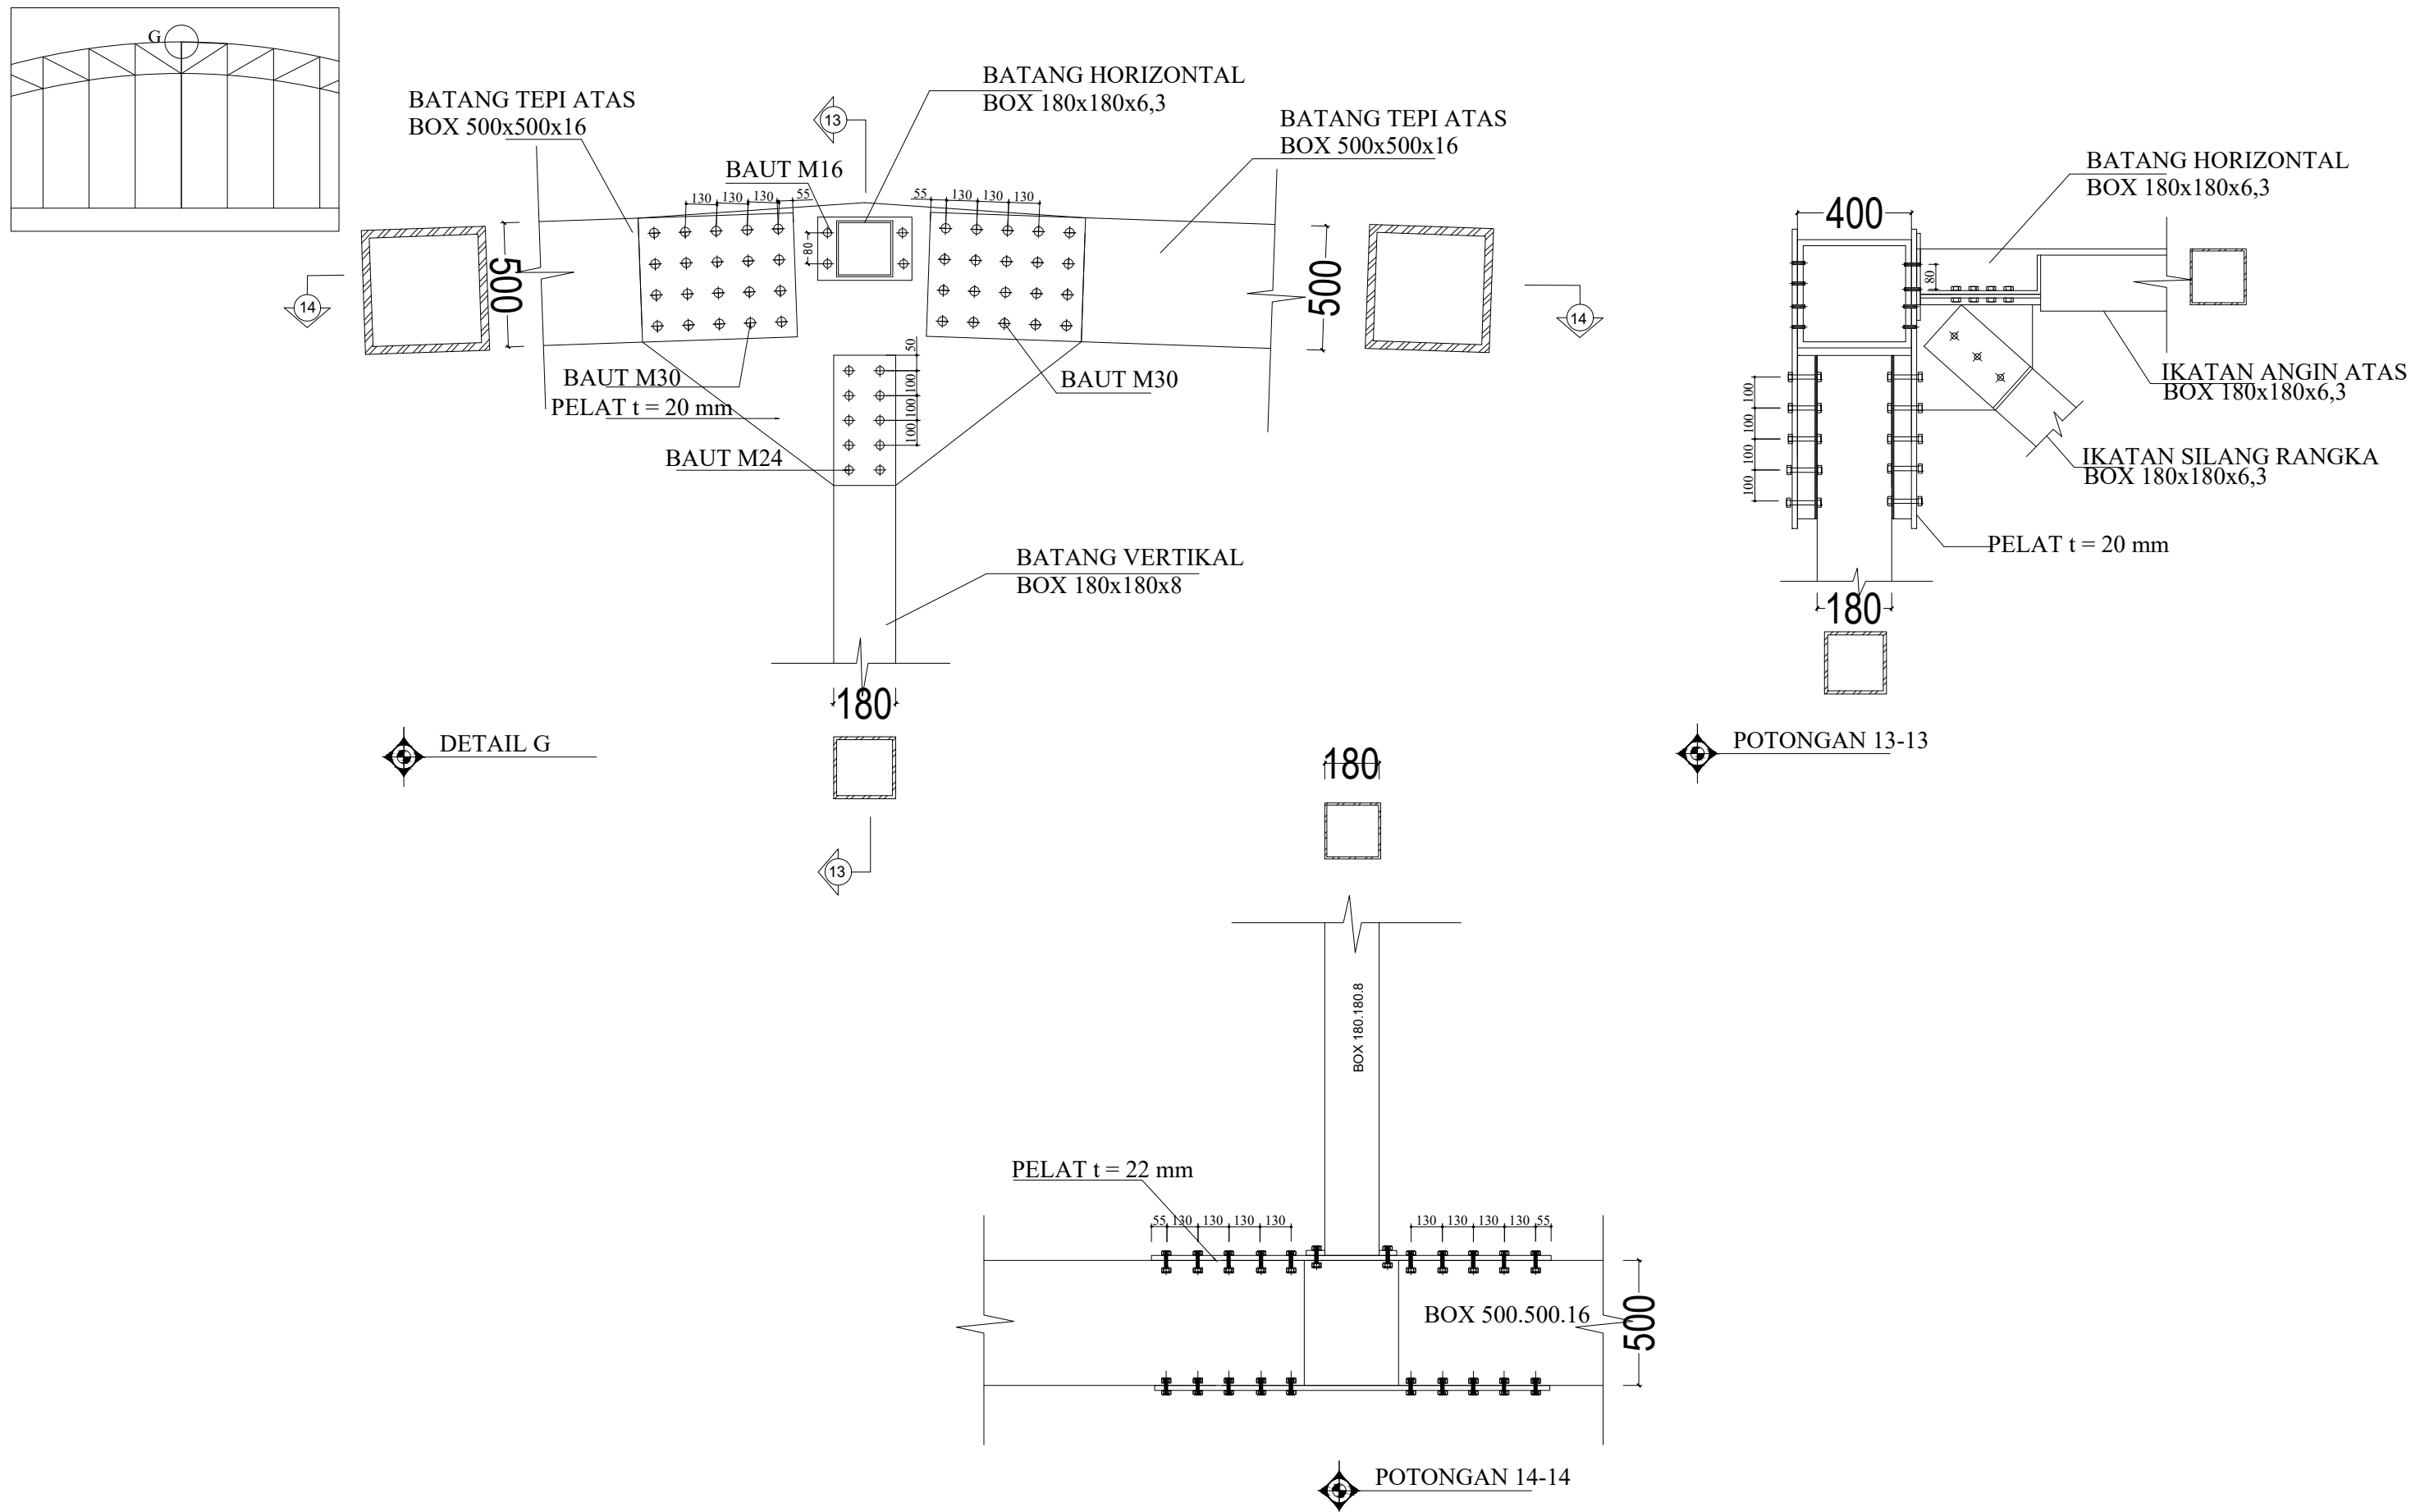 G
BATANG TEPI ATAS
BOX 500x500x16
13
BATANG HORIZONTAL
BOX 180x180x6,3
BATANG TEPI ATAS
BOX 500x500x16
BAUT M16
130
130
130
55
55
130
130
130
80
500
500
14
14
BAUT M30
PELAT t = 20 mm
BAUT M24
50
100
100
100
BAUT M30
BATANG VERTIKAL
BOX 180x180x8
180
DETAIL G
13
BATANG HORIZONTAL
BOX 180x180x6,3
400
80
IKATAN ANGIN ATAS
BOX 180x180x6,3
IKATAN SILANG RANGKA
BOX 180x180x6,3
100
100
100
100
PELAT t = 20 mm
180
POTONGAN 13-13
180
BOX 180.180.8
PELAT t = 22 mm
55
130
130
130
130
130
130
130
130
55
BOX 500.500.16
500
POTONGAN 14-14